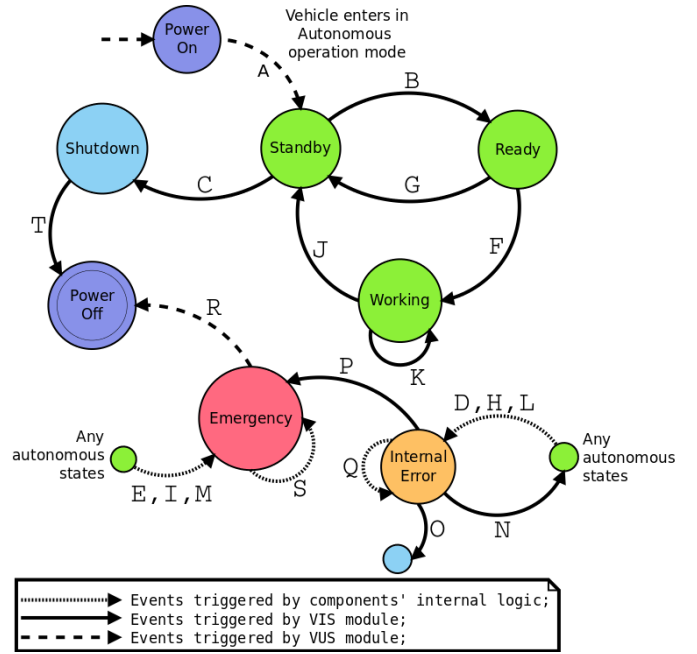 Power
On
Vehicle enters in
Autonomous
operation mode
A
B
Shutdown
Standby
Ready
C
G
T
J
F
Power
Off
Working
R
K
P
Emergency
D,H,L
Any
autonomous
states
Internal
Error
Any
autonomous
states
Q
S
E,I,M
O
N
Events triggered by components' internal logic;
Events triggered by VIS module;
Events triggered by VUS module;